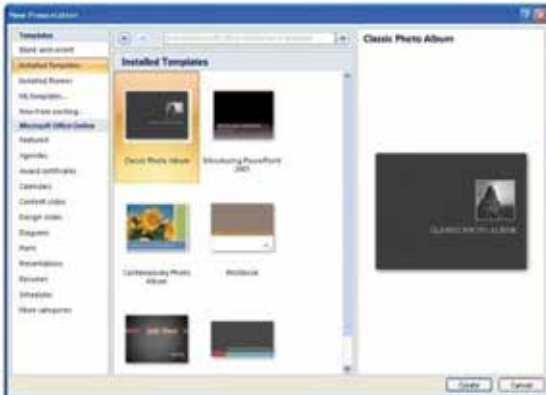 New Presentation
Templates
Blank and recent
Installed Templates
Installed Themes
My templates...
New from existing...
Microsoft Office Online
Featured
Agendas
Award certificates
Calendars
Content slides
Design slides
Diagrams
Plans
Presentations
Resumes
Schedules
More categories
Installed Templates
Classic Photo Album
Introducing PowerPoint
2007
Contemporary Photo
Album
Classic Photo Album
CLASSIC PHOTO ALBUM
Create
Cancel